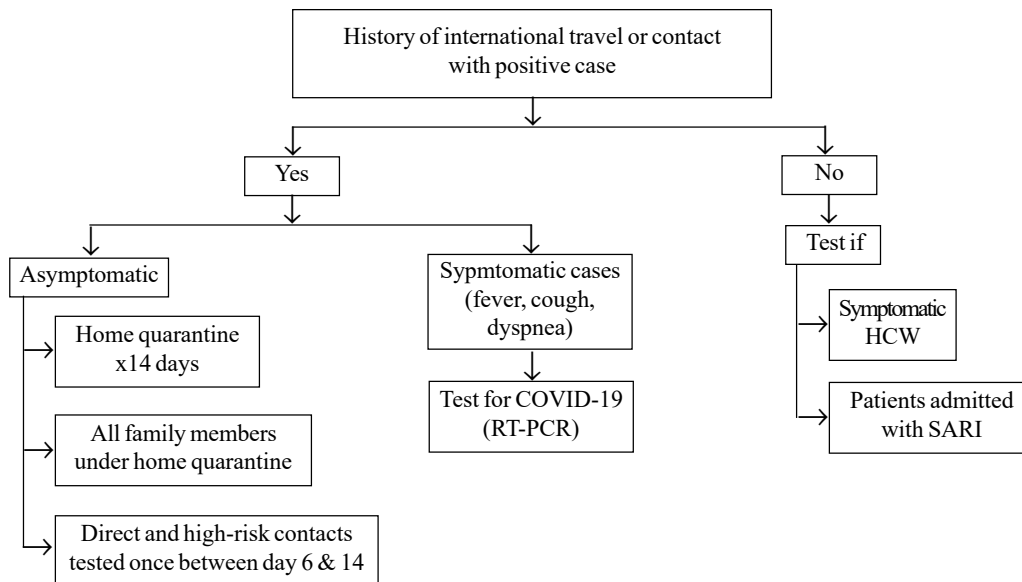 History of international travel or contact
with positive case
Yes
No
Asymptomatic
Home quarantine
x14 days
All family members
under home quarantine
Direct and high-risk contacts
tested once between day 6 & 14
Sypmtomatic cases
(fever, cough,
dyspnea)
Test for COVID-19
(RT-PCR)
Test if
Symptomatic
HCW
Patients admitted
with SARI